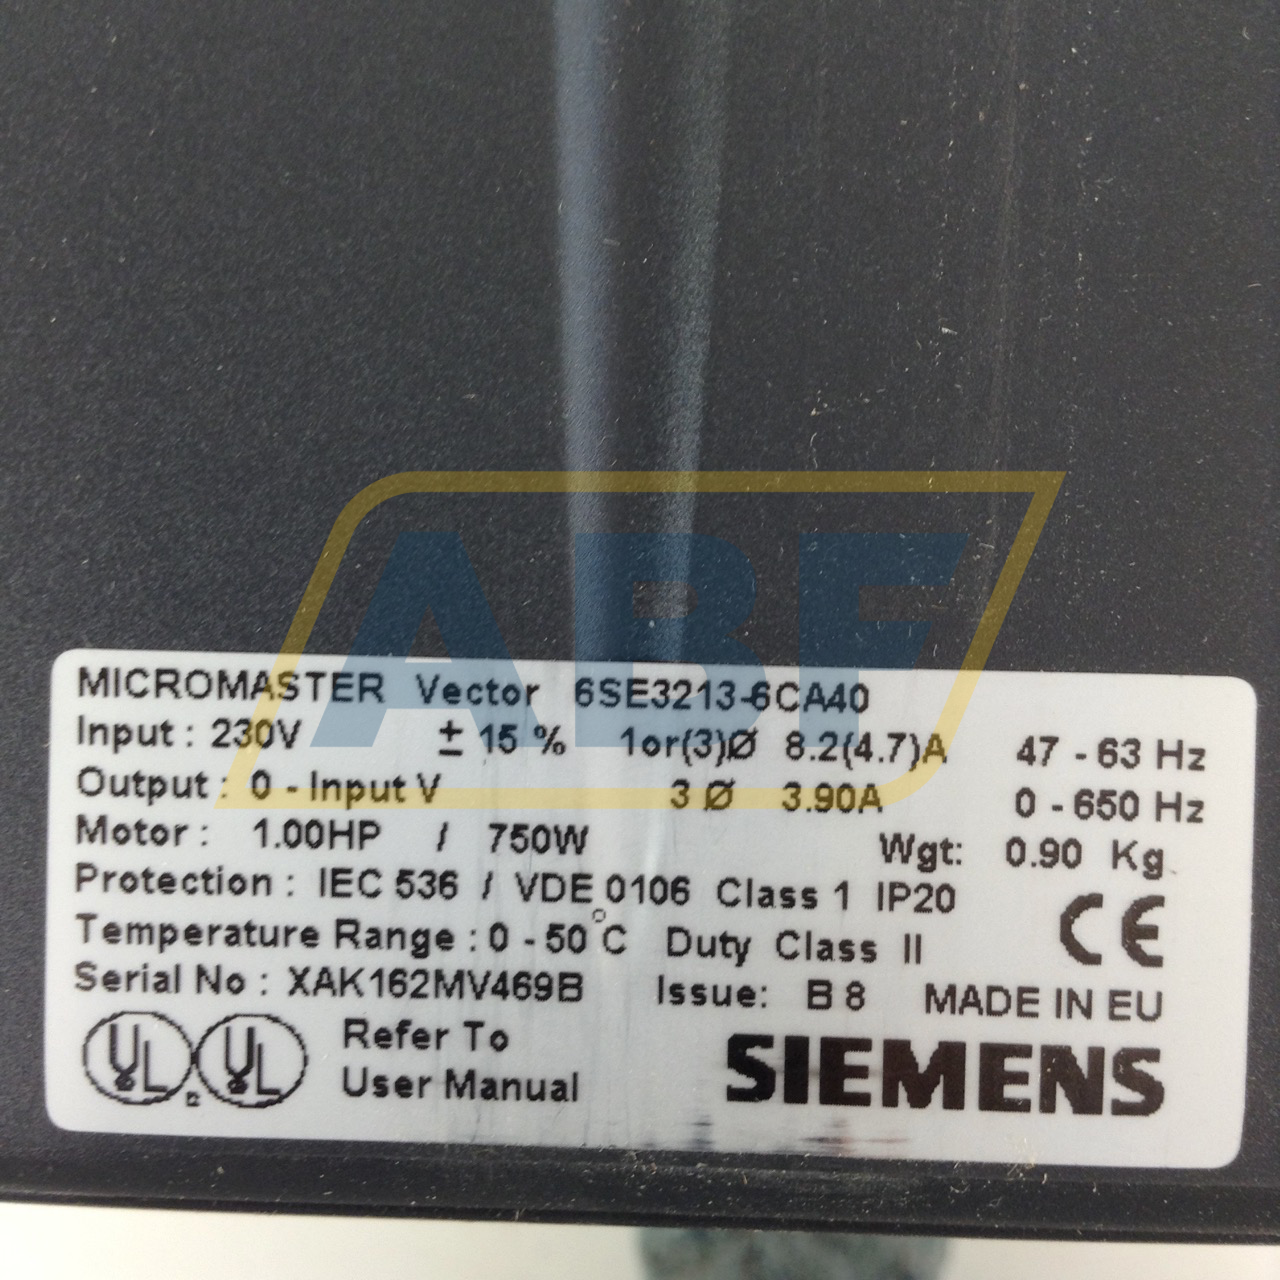 ABF
MICROMASTER Vector 6SE3213-6CA40
Input : 230V ± 15 % 1or(3)Ø 8.2(4.7)A 47 - 63 Hz
Output : 0 - Input V 3 Ø 3.90A 0 - 650 Hz
Motor : 1.00HP / 750W Wgt: 0.90 Kg
Protection : IEC 536 / VDE 0106 Class 1 IP20
Temperature Range : 0 - 50°C Duty Class II CE
Serial No : XAK162MV469B Issue: B 8 MADE IN EU
UL UL Refer To
User Manual
SIEMENS